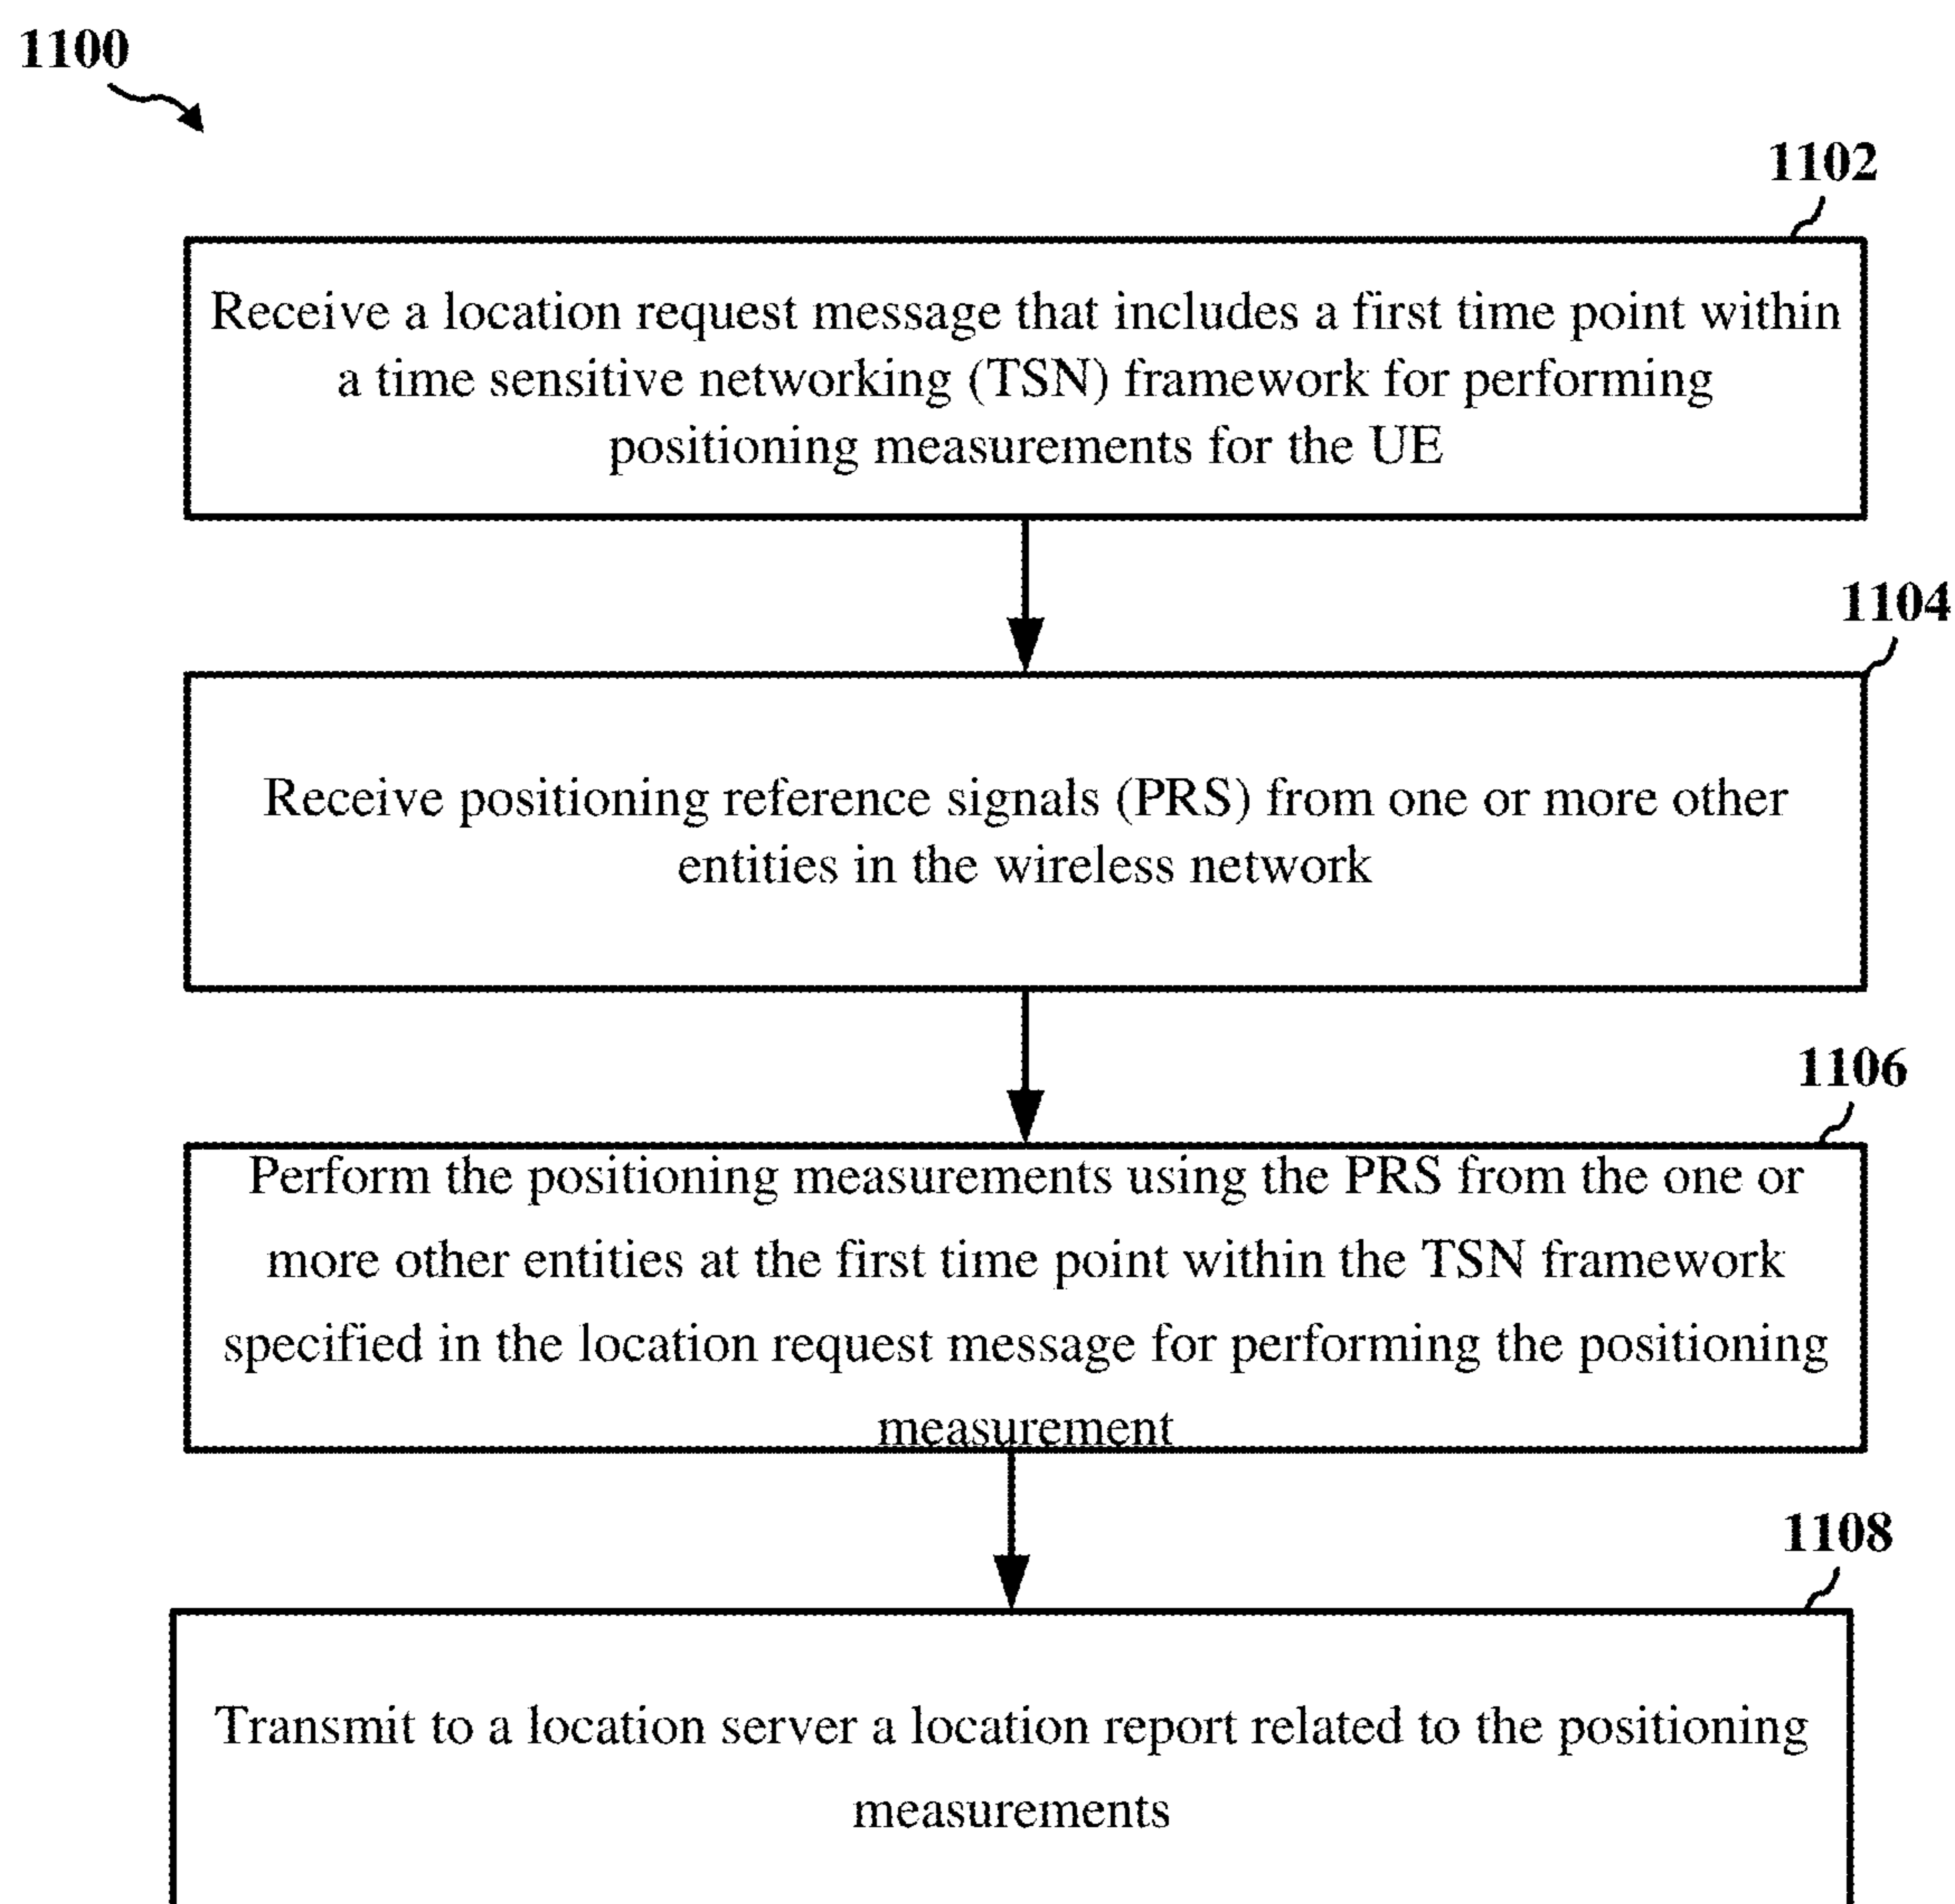 1100
1102
Receive a location request message that includes a first time point within
a time sensitive networking (TSN) framework for performing
positioning measurements for the UE
1104
Receive positioning reference signals (PRS) from one or more other
entities in the wireless network
1106
Perform the positioning measurements using the PRS from the one or
more other entities at the first time point within the TSN framework
specified in the location request message for performing the positioning
measurement
1108
Transmit to a location server a location report related to the positioning
measurements